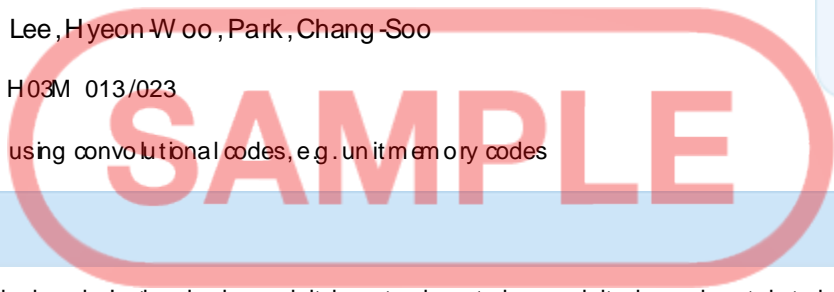 Lee, Hyeon-Woo, Park, Chang-Soo
H03M 013/023
using convolutional codes, e.g. unit memory codes
SAMPLE